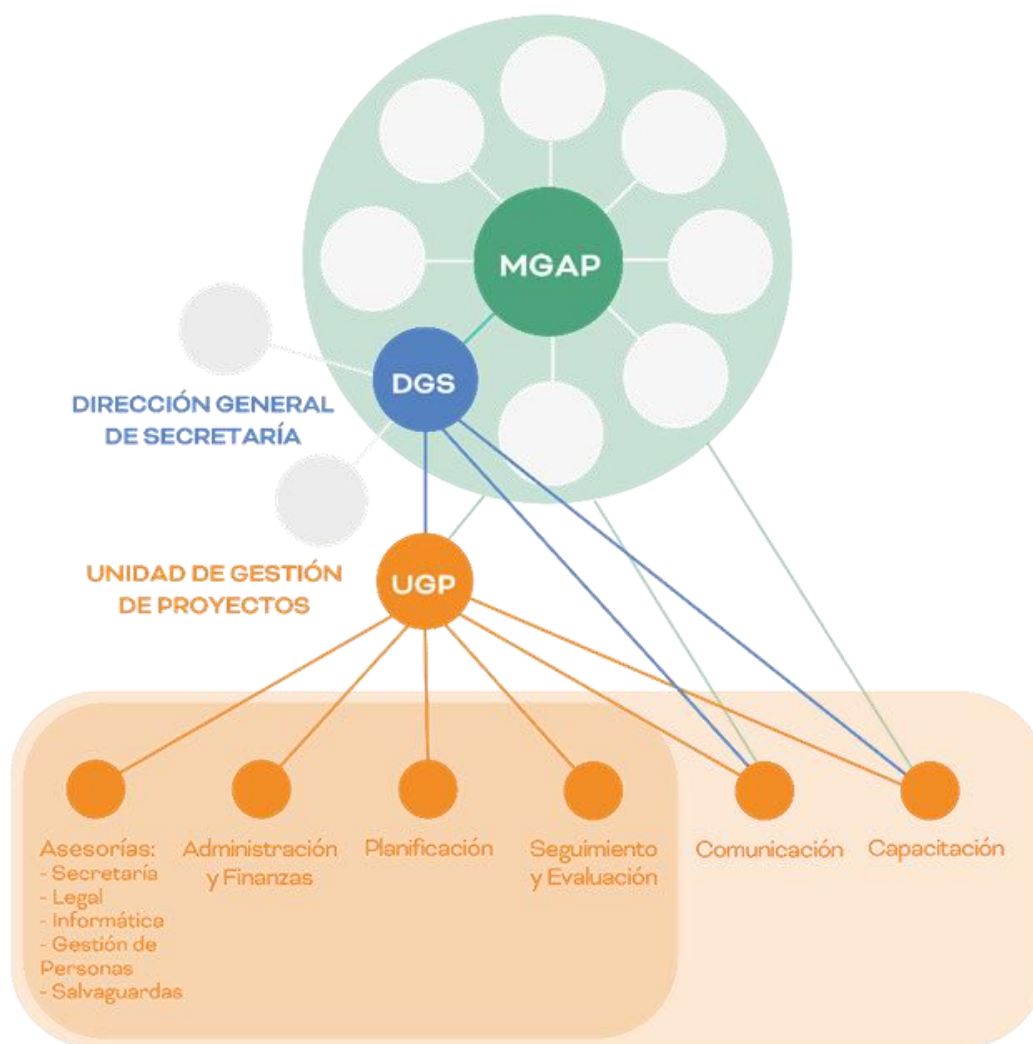 MGAP
DGS
DIRECCIÓN GENERAL
DE SECRETARÍA
UGP
UNIDAD DE GESTIÓN
DE PROYECTOS
Asesorías:
- Secretaría
- Legal
- Informática
- Gestión de
Personas
- Salvaguardas
Administración
y Finanzas
Planificación
Seguimiento
y Evaluación
Comunicación
Capacitación